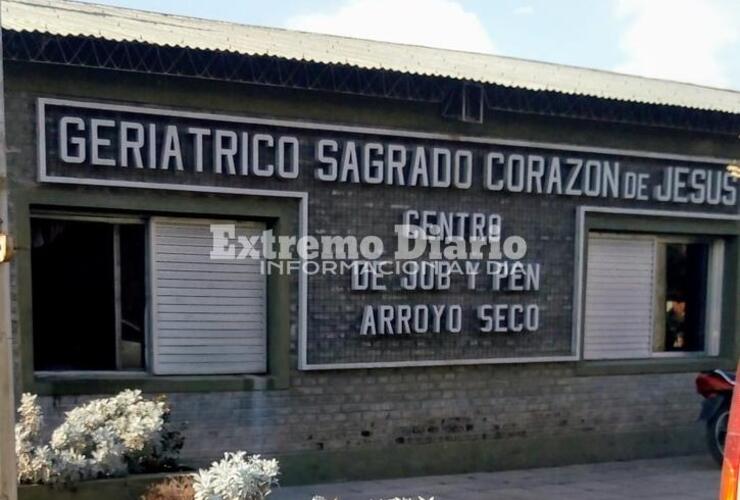 GERIATRICO SAGRADO CORAZON DE JESUS
CENTRO
Extremo Diario
INFORMACION AL DIA
DE JUB Y PEN
ARROYO SECO